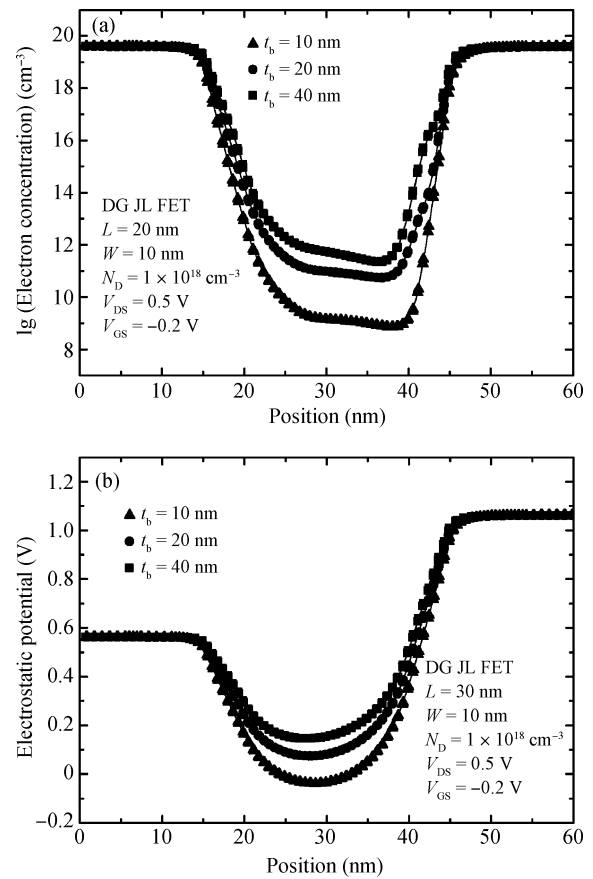 (a)
20
18
16
14
12
10
8
lg (Electron concentration) (cm⁻³)
t_b = 10 nm
t_b = 20 nm
t_b = 40 nm
DG JL FET
L = 20 nm
W = 10 nm
N_D = 1 × 10¹⁸ cm⁻³
V_DS = 0.5 V
V_GS = −0.2 V
0 10 20 30 40 50 60
Position (nm)
(b)
1.2
1.0
0.8
0.6
0.4
0.2
0
−0.2
Electrostatic potential (V)
t_b = 10 nm
t_b = 20 nm
t_b = 40 nm
DG JL FET
L = 30 nm
W = 10 nm
N_D = 1 × 10¹⁸ cm⁻³
V_DS = 0.5 V
V_GS = −0.2 V
0 10 20 30 40 50 60
Position (nm)